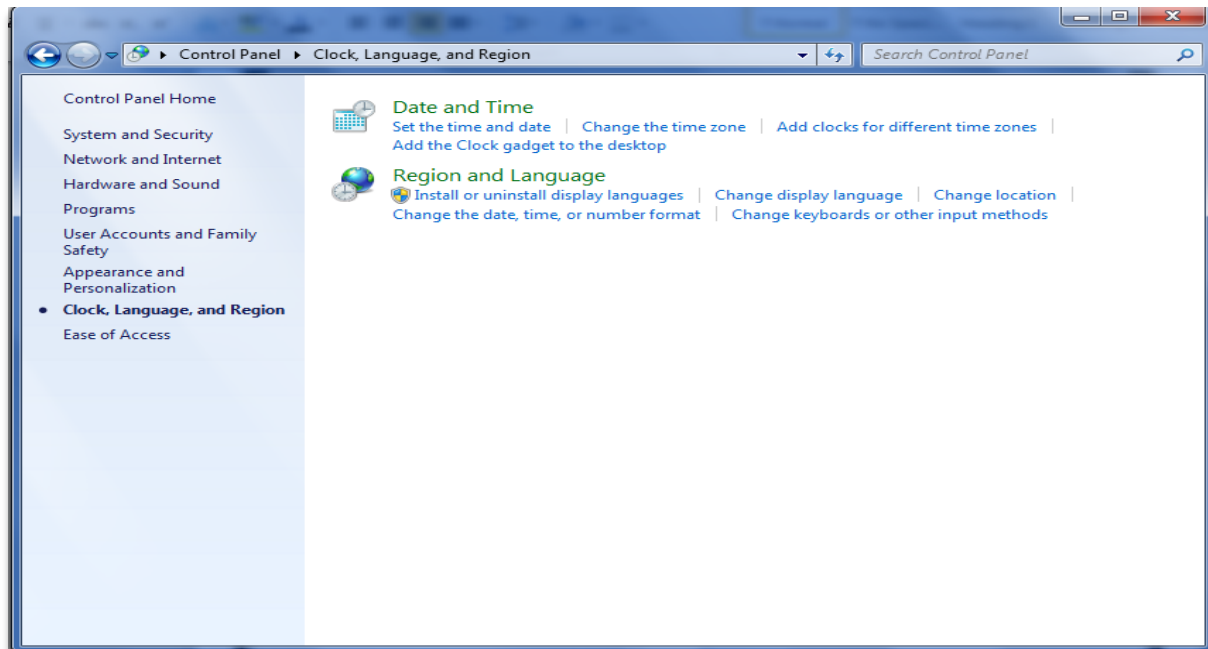 Control Panel ▸ Clock, Language, and Region
Search Control Panel
Control Panel Home
System and Security
Network and Internet
Hardware and Sound
Programs
User Accounts and Family
Safety
Appearance and
Personalization
Clock, Language, and Region
Ease of Access
Date and Time
Set the time and date | Change the time zone | Add clocks for different time zones |
Add the Clock gadget to the desktop
Region and Language
Install or uninstall display languages | Change display language | Change location |
Change the date, time, or number format | Change keyboards or other input methods